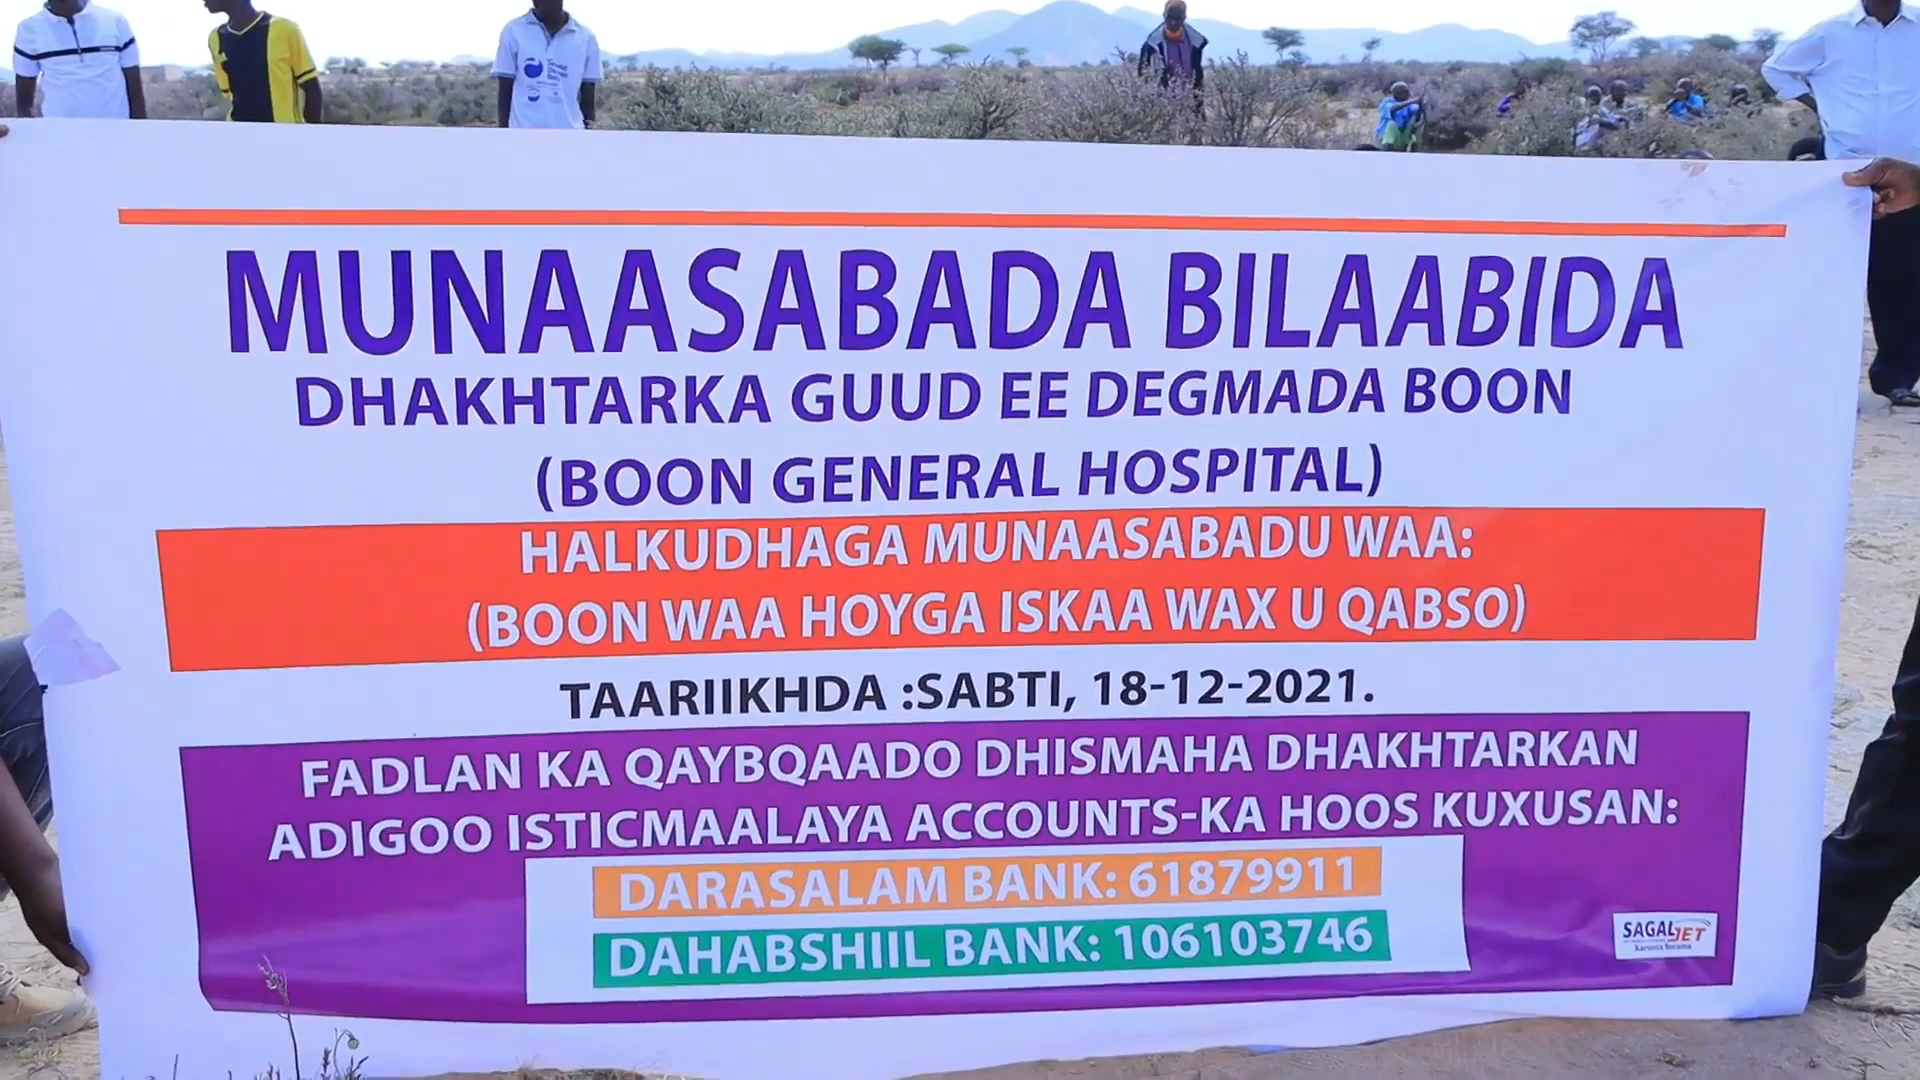 MUNAASABADA BILAABIDA
DHAKHTARKA GUUD EE DEGMADA BOON
(BOON GENERAL HOSPITAL)
HALKUDHAGA MUNAASABADU WAA:
(BOON WAA HOYGA ISKAA WAX U QABSO)
TAARIIKHDA :SABTI, 18-12-2021.
FADLAN KA QAYBQAADO DHISMAHA DHAKHTARKAN
ADIGOO ISTICMAALAYA ACCOUNTS-KA HOOS KUXUSAN:
DARASALAM BANK: 61879911
DAHABSHIIL BANK: 106103746
SAGALJET
Xarunta Borama